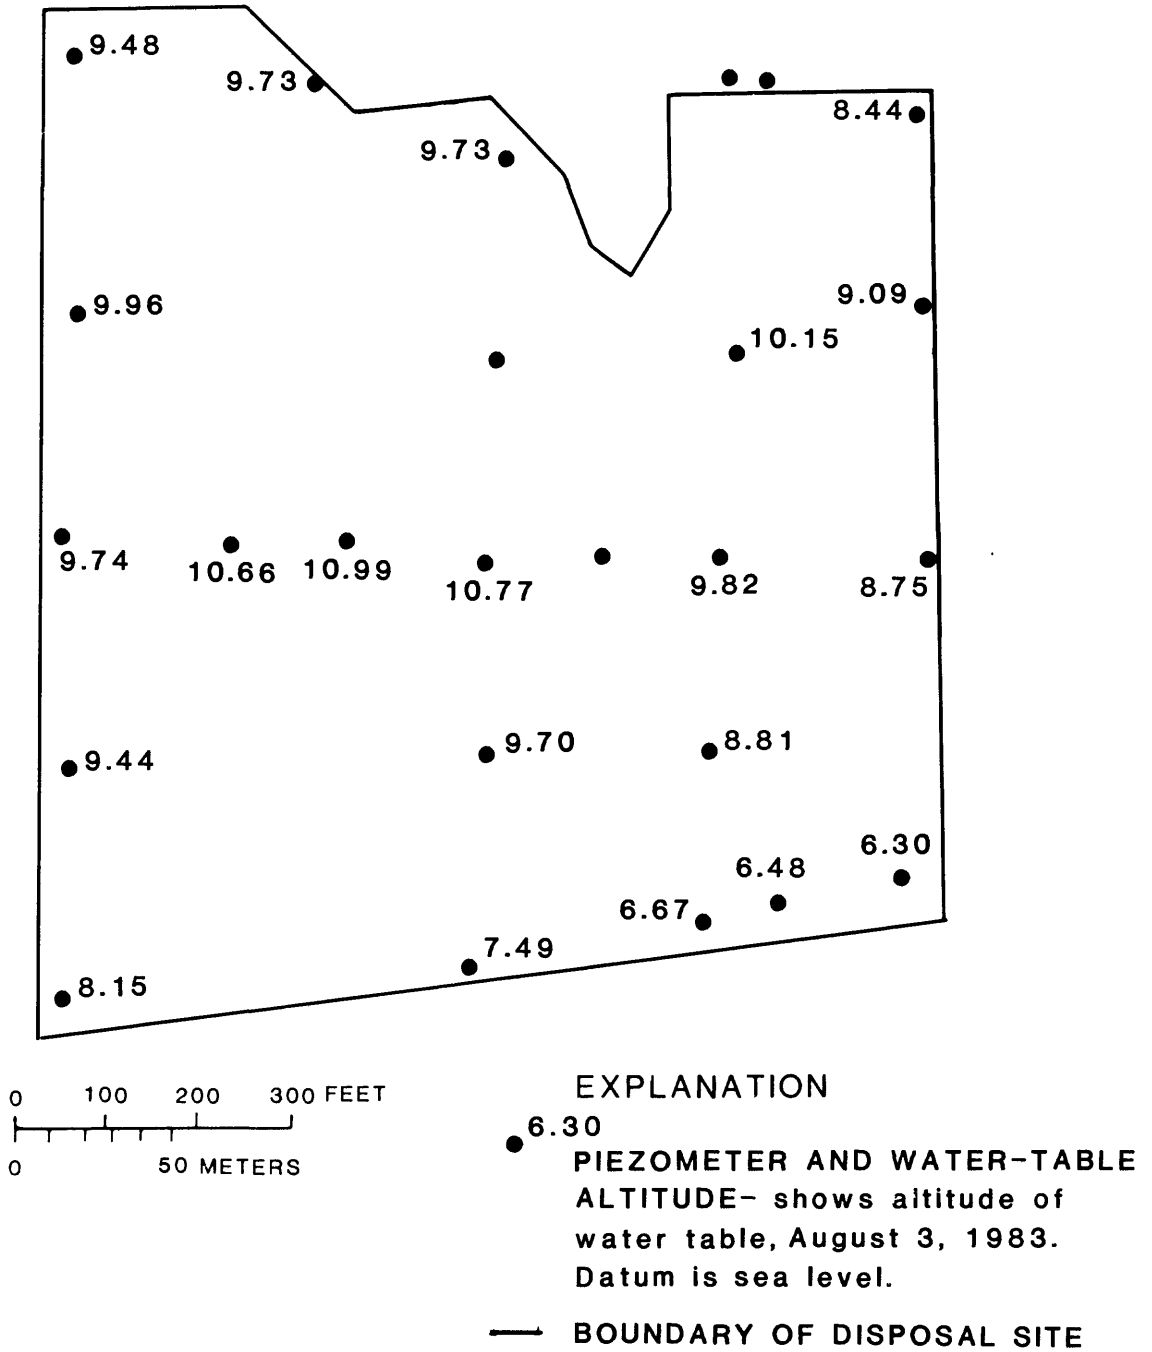 9.48
9.73
8.44
9.73
9.96
9.09
10.15
9.74
10.66
10.99
10.77
9.82
8.75
9.44
9.70
8.81
6.30
6.48
6.67
7.49
8.15
0 100 200 300 FEET
0 50 METERS
EXPLANATION
6.30
PIEZOMETER AND WATER-TABLE
ALTITUDE- shows altitude of
water table, August 3, 1983.
Datum is sea level.
BOUNDARY OF DISPOSAL SITE